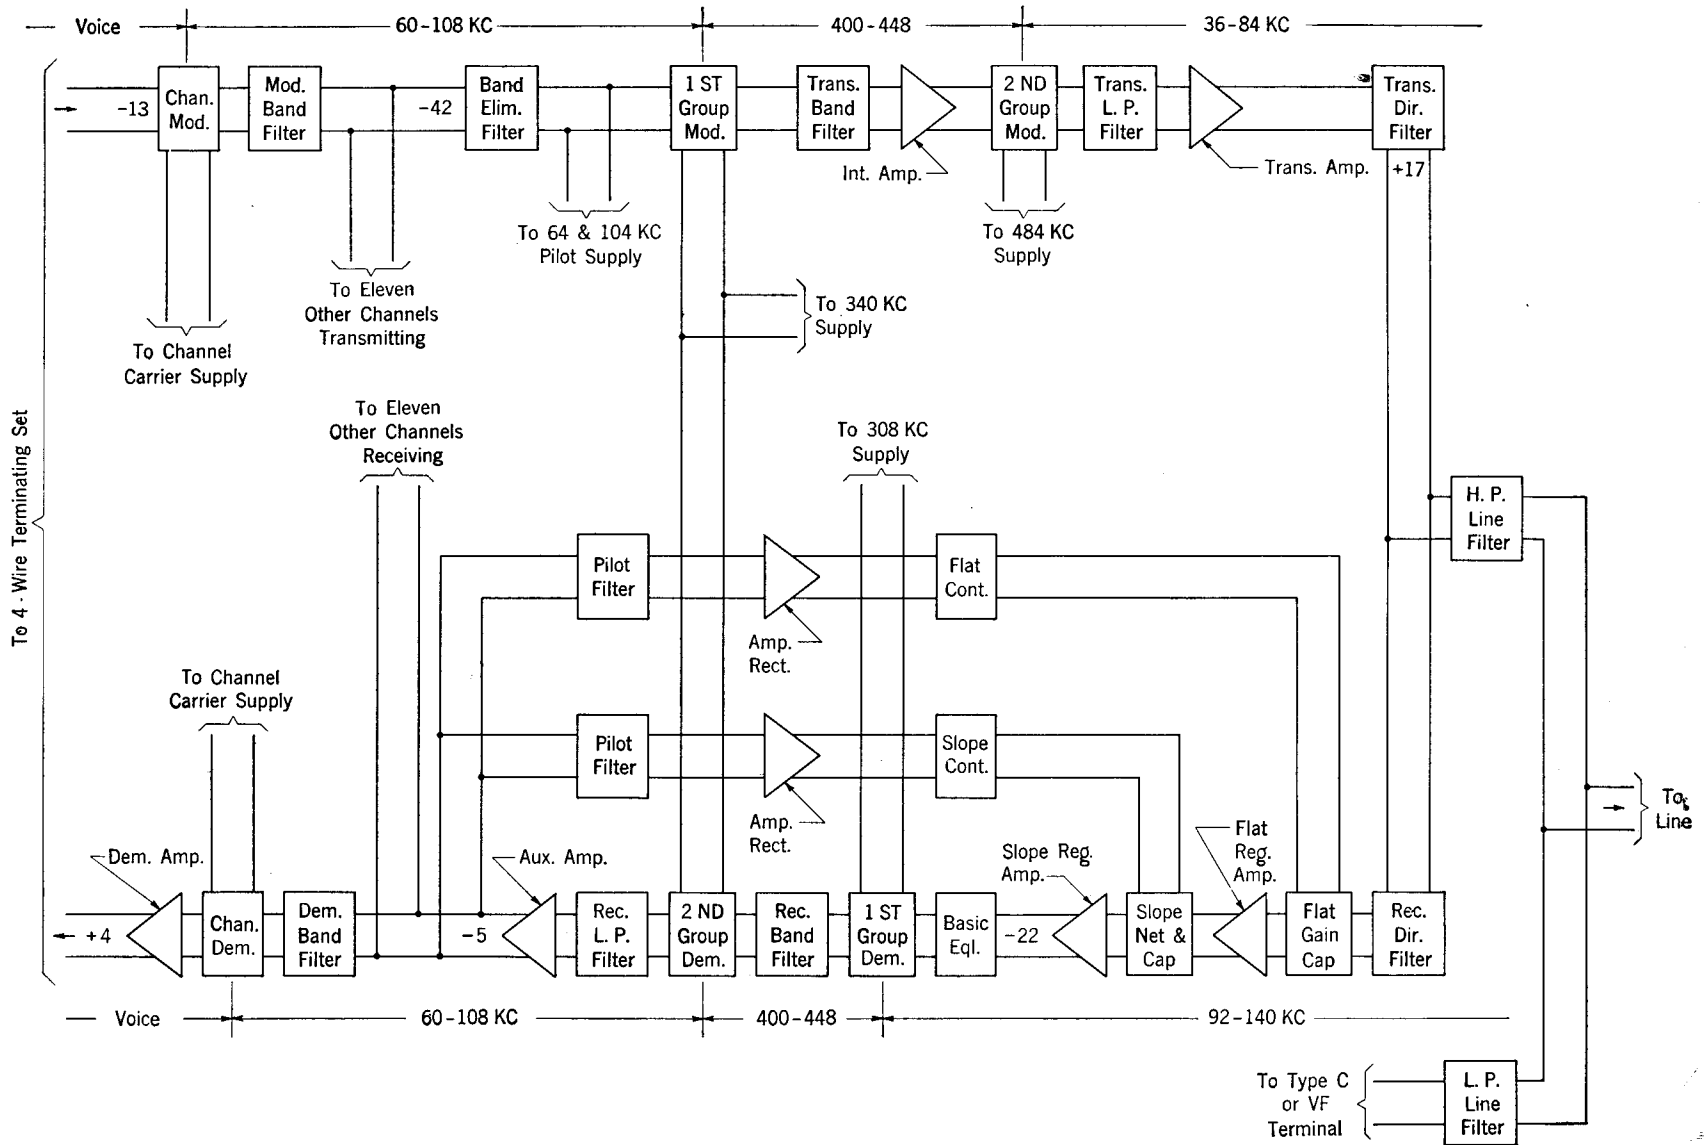 Voice
60-108 KC
400-448
36-84 KC
-13
Chan.
Mod.
Mod.
Band
Filter
-42
Band
Elim.
Filter
1 ST
Group
Mod.
Trans.
Band
Filter
Int. Amp.
2 ND
Group
Mod.
Trans.
L. P.
Filter
Trans. Amp.
Trans.
Dir.
Filter
+17
To Channel
Carrier Supply
To Eleven
Other Channels
Transmitting
To 64 & 104 KC
Pilot Supply
To 484 KC
Supply
To 340 KC
Supply
To 4-Wire Terminating Set
To Eleven
Other Channels
Receiving
To 308 KC
Supply
H. P.
Line
Filter
Pilot
Filter
Amp.
Rect.
Flat
Cont.
To Channel
Carrier Supply
Pilot
Filter
Amp.
Rect.
Slope
Cont.
To
Line
Dem. Amp.
Aux. Amp.
Slope Reg.
Amp.
Flat
Reg.
Amp.
+4
Chan.
Dem.
Dem.
Band
Filter
-5
Rec.
L. P.
Filter
2 ND
Group
Dem.
Rec.
Band
Filter
1 ST
Group
Dem.
Basic
Eql.
-22
Slope
Net &
Cap
Flat
Gain
Cap
Rec.
Dir.
Filter
Voice
60-108 KC
400-448
92-140 KC
To Type C
or VF
Terminal
L. P.
Line
Filter